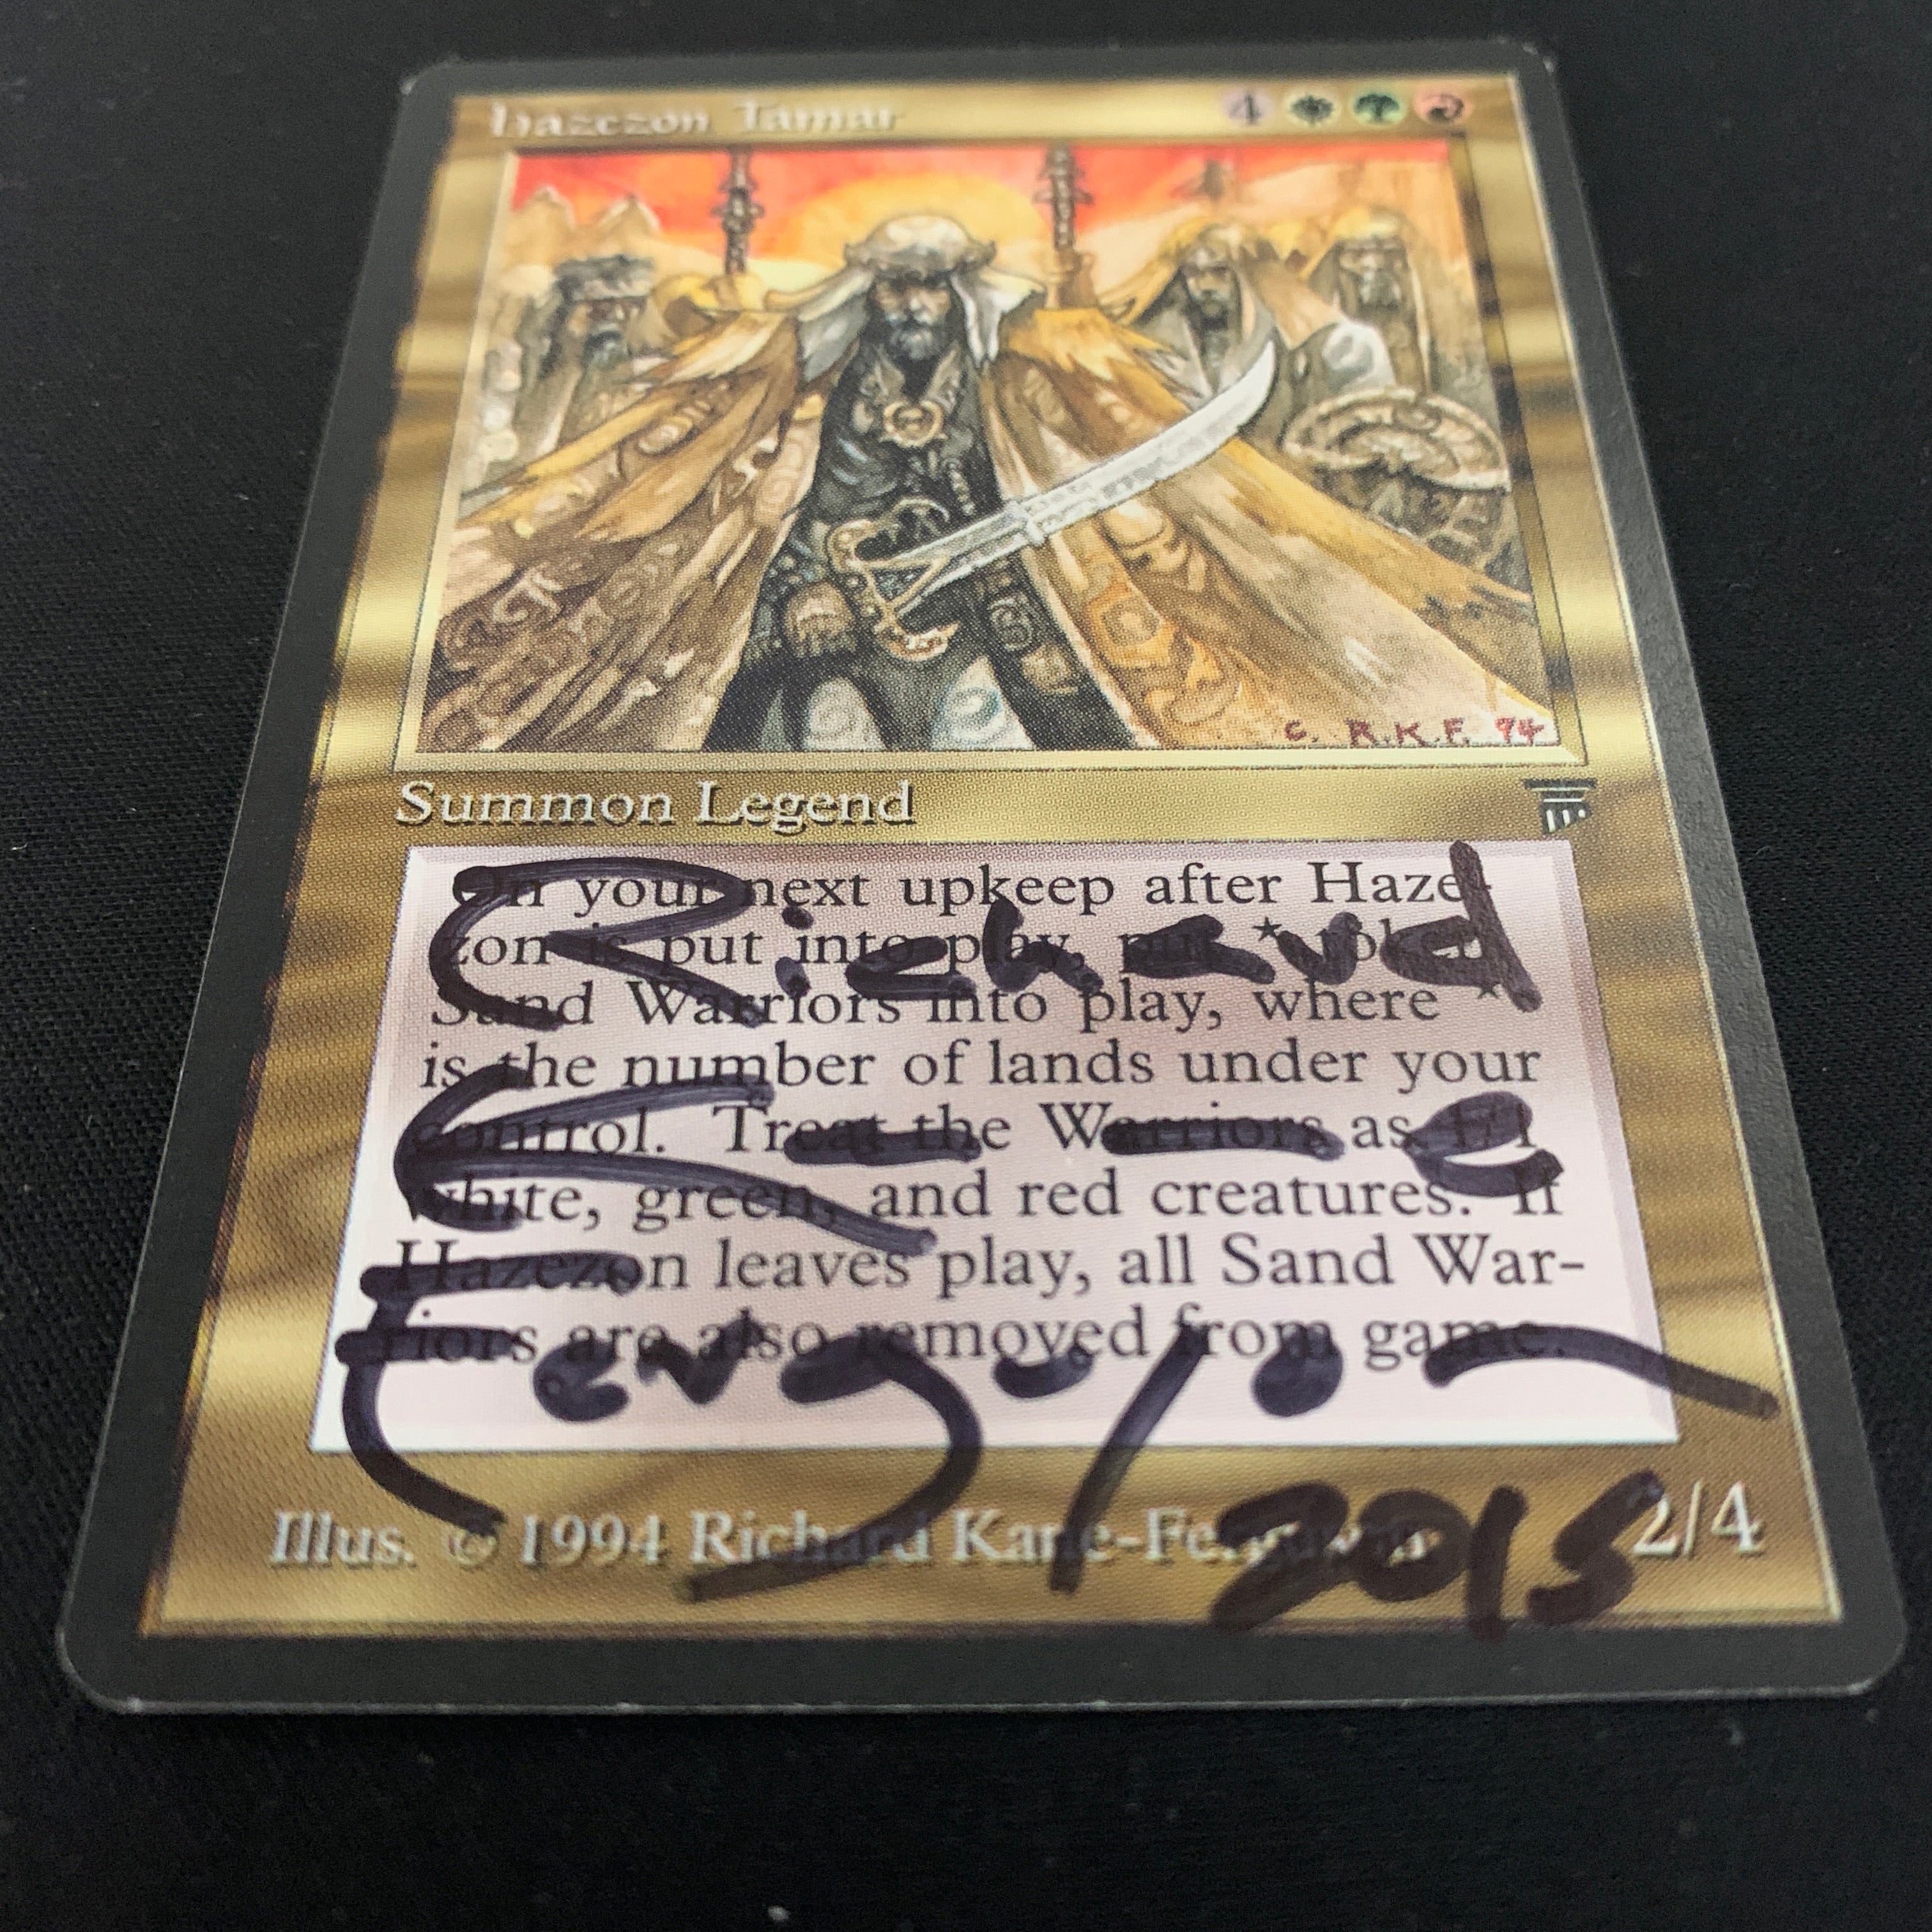 Hazezon Tamar 4
C. R.K.F. 94
Summon Legend
On your next upkeep after Haze-
zon is put into play, put * token
Sand Warriors into play, where *
is the number of lands under your
control. Treat the Warriors as 1/1
white, green, and red creatures. If
Hazezon leaves play, all Sand War-
riors are also removed from game.
Richard
Kane
Ferguson
2015
Illus. © 1994 Richard Kane-Ferguson 2/4